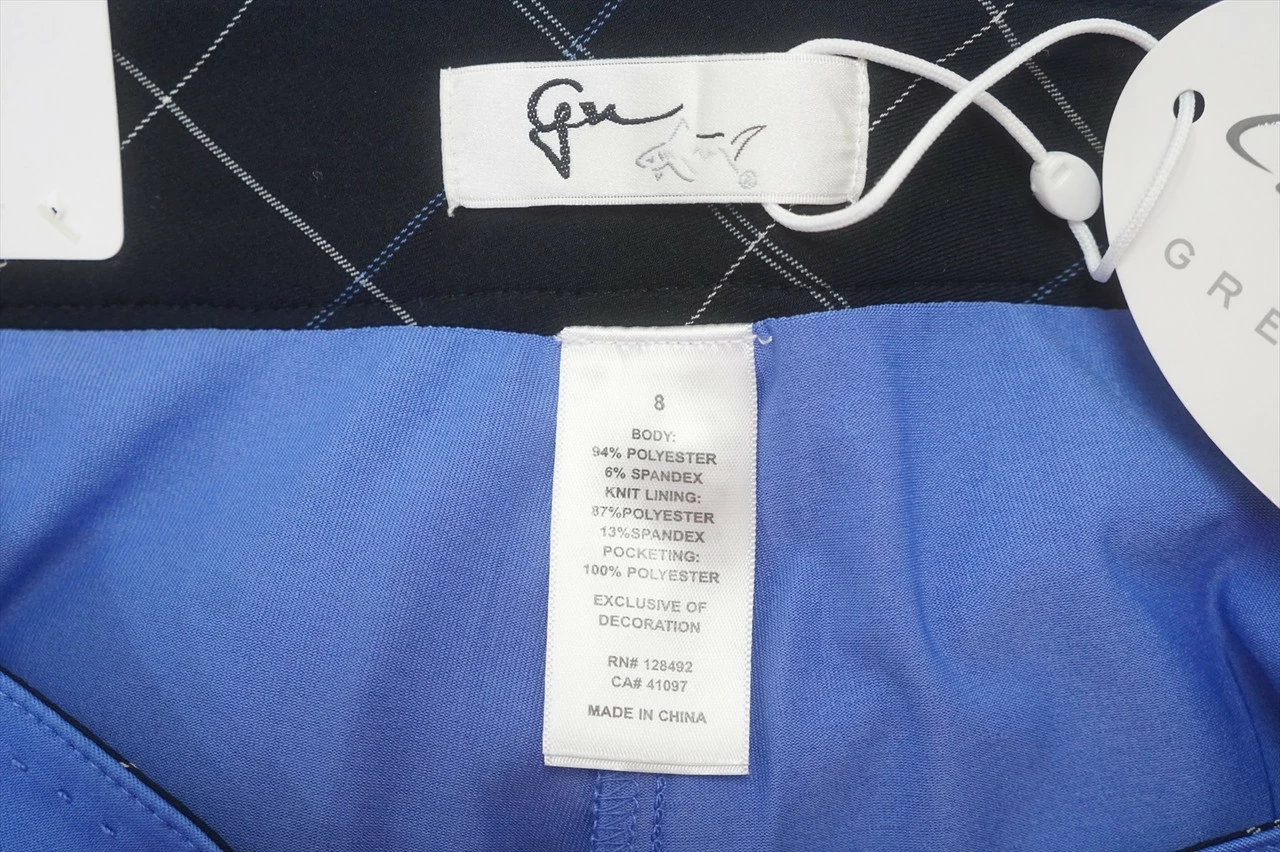 GRE
8
BODY:
94% POLYESTER
6% SPANDEX
KNIT LINING:
87%POLYESTER
13%SPANDEX
POCKETING:
100% POLYESTER
EXCLUSIVE OF
DECORATION
RN# 128492
CA# 41097
MADE IN CHINA